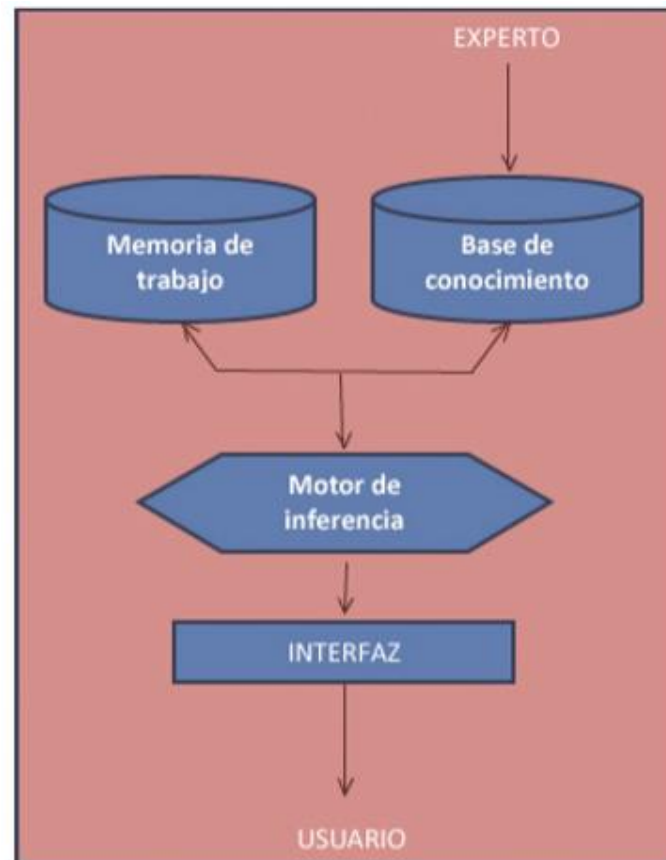 EXPERTO
Memoria de
trabajo
Base de
conocimiento
Motor de
inferencia
INTERFAZ
USUARIO